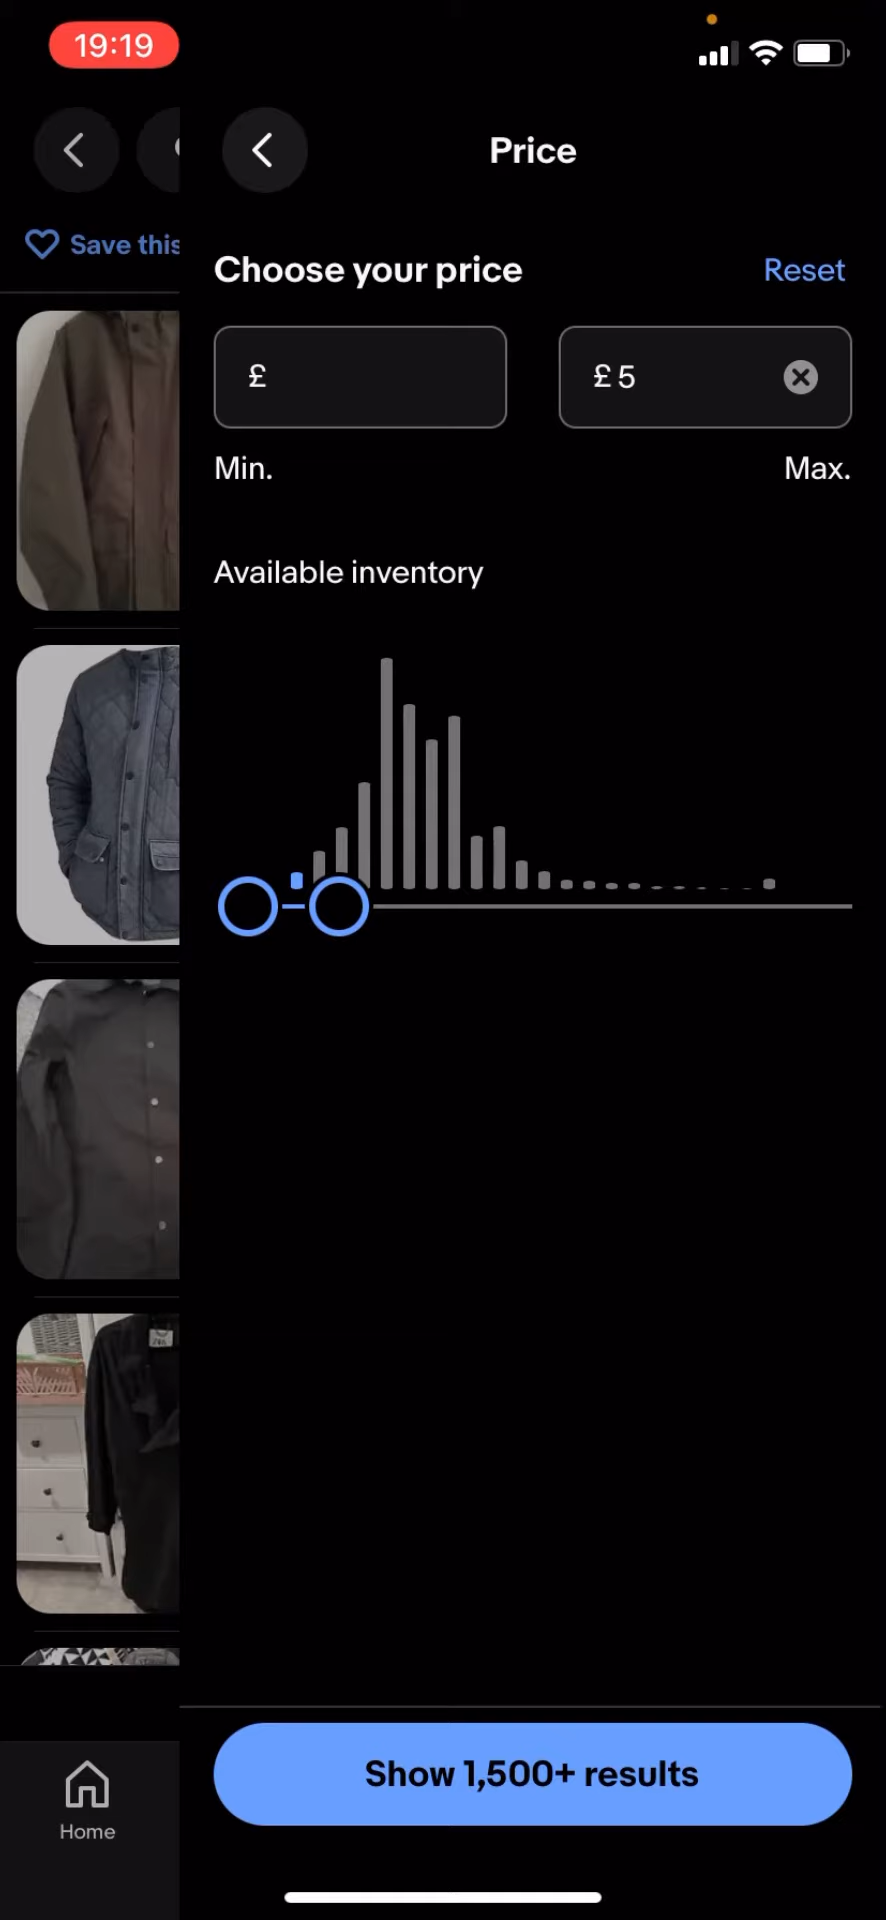 19:19
Price
Save this
Choose your price
Reset
£
£ 5
Min.
Max.
Available inventory
Show 1,500+ results
Home